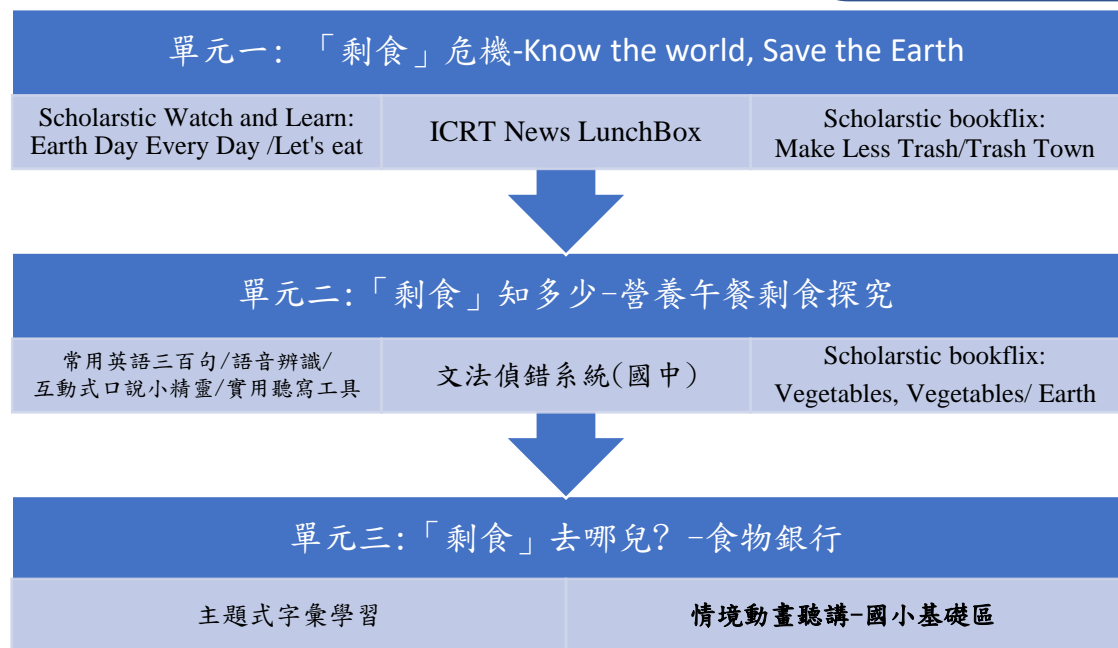 單元一: 「剩食」危機-Know the world, Save the Earth
Scholarstic Watch and Learn:
Earth Day Every Day /Let's eat
ICRT News LunchBox
Scholarstic bookflix:
Make Less Trash/Trash Town
單元二:「剩食」知多少-營養午餐剩食探究
常用英語三百句/語音辨識/
互動式口說小精靈/實用聽寫工具
文法偵錯系統(國中)
Scholarstic bookflix:
Vegetables, Vegetables/ Earth
單元三:「剩食」去哪兒? -食物銀行
主題式字彙學習
情境動畫聽講-國小基礎區